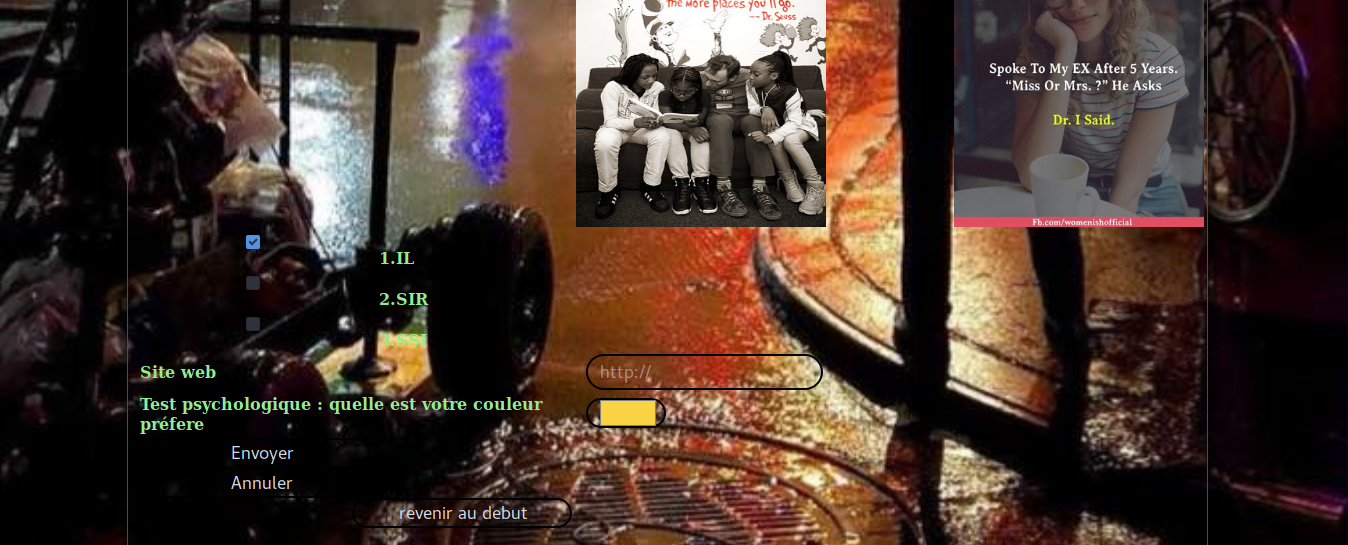 the more places you'll go.
-- Dr. Seuss
Spoke To My EX After 5 Years.
“Miss Or Mrs. ?” He Asks
Dr. I Said.
Fb.com/womenishofficial
1.IL
2.SIR
Site web
http://
Test psychologique : quelle est votre couleur
préfere
Envoyer
Annuler
revenir au debut